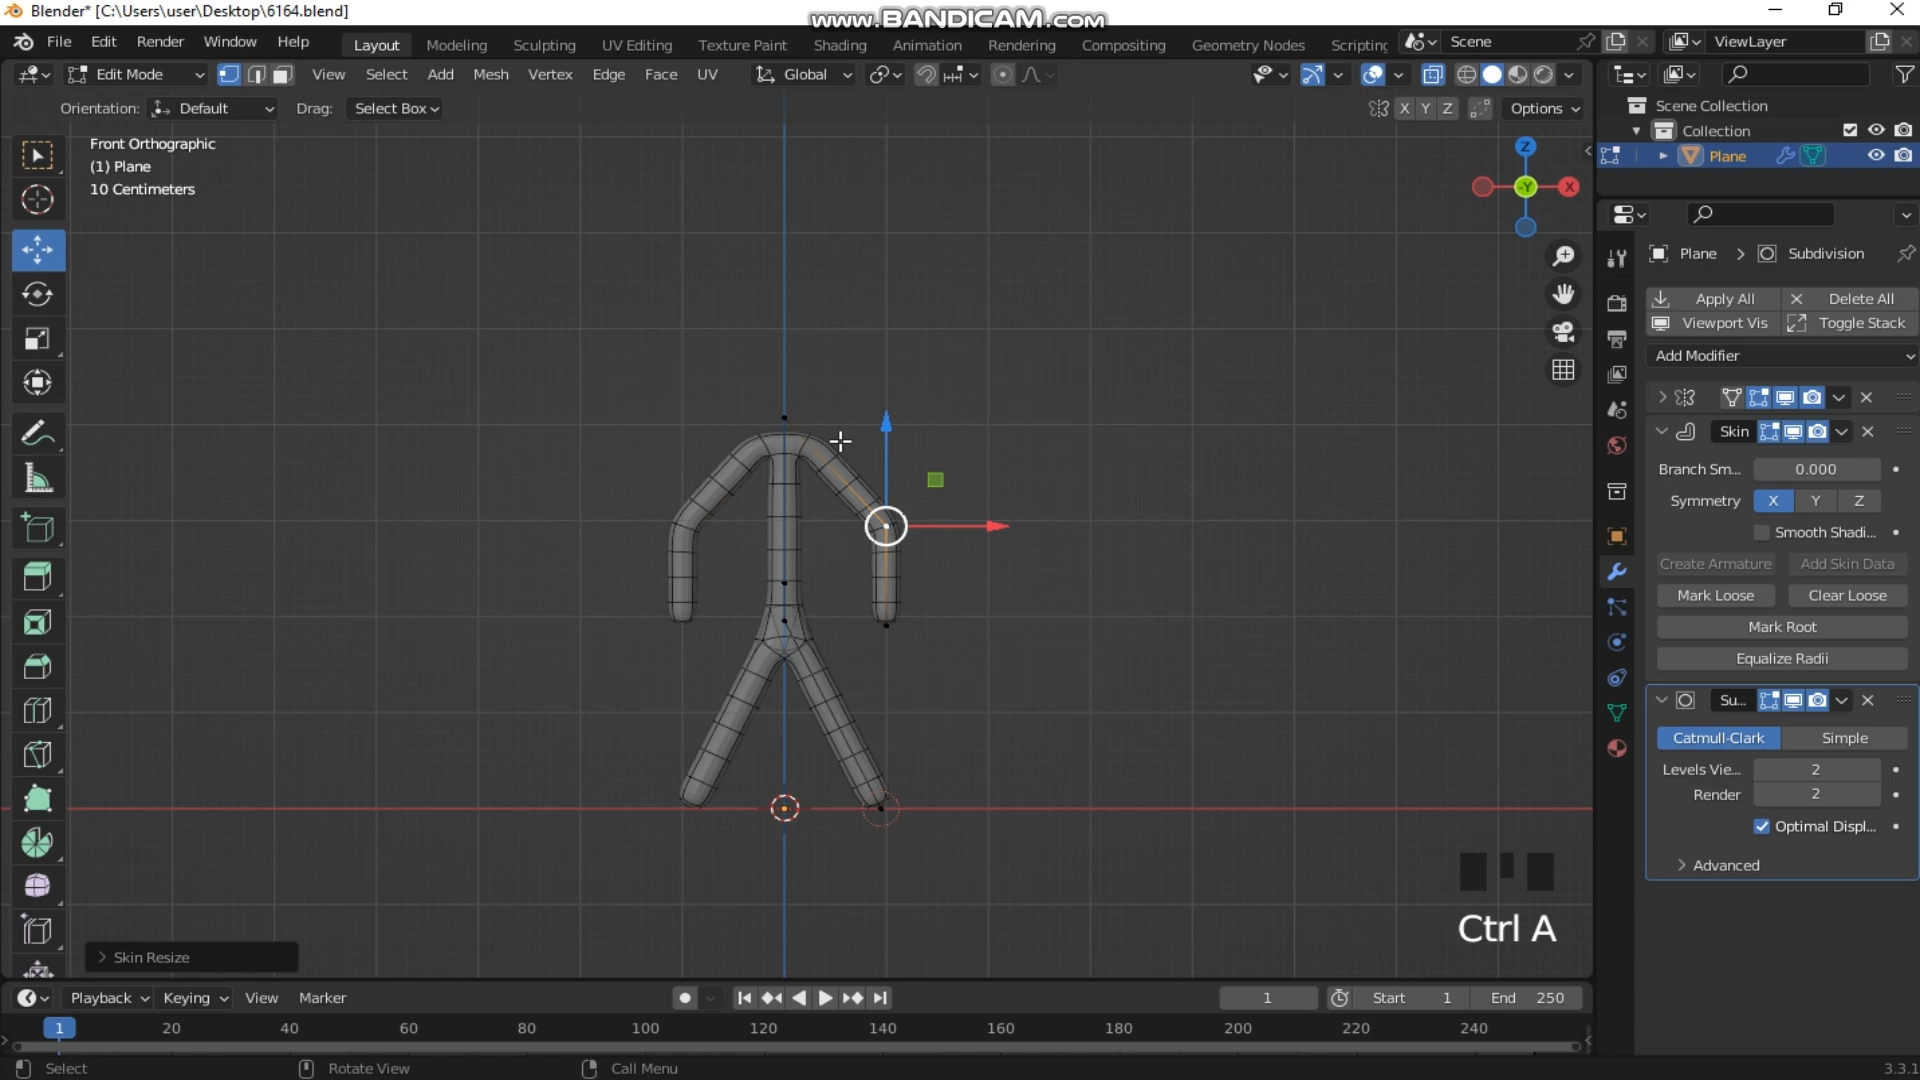 Blender* [C:\Users\user\Desktop\6164.blend]
www.BANDICAM.com
File Edit Render Window Help
Layout Modeling Sculpting UV Editing Texture Paint Shading Animation Rendering Compositing Geometry Nodes Scripting
Scene
ViewLayer
Edit Mode
View Select Add Mesh Vertex Edge Face UV
Global
Orientation: Default Drag: Select Box
X Y Z Options
Front Orthographic
(1) Plane
10 Centimeters
Z
-Y
X
Scene Collection
Collection
Plane
Plane > Subdivision
Apply All Delete All
Viewport Vis Toggle Stack
Add Modifier
Skin
Branch Sm... 0.000
Symmetry X Y Z
Smooth Shadi...
Create Armature Add Skin Data
Mark Loose Clear Loose
Mark Root
Equalize Radii
Su...
Catmull-Clark Simple
Levels Vie... 2
Render 2
Optimal Displ...
Advanced
Ctrl A
Skin Resize
Playback Keying View Marker
1 Start 1 End 250
1 20 40 60 80 100 120 140 160 180 200 220 240
Select Rotate View Call Menu
3.3.1